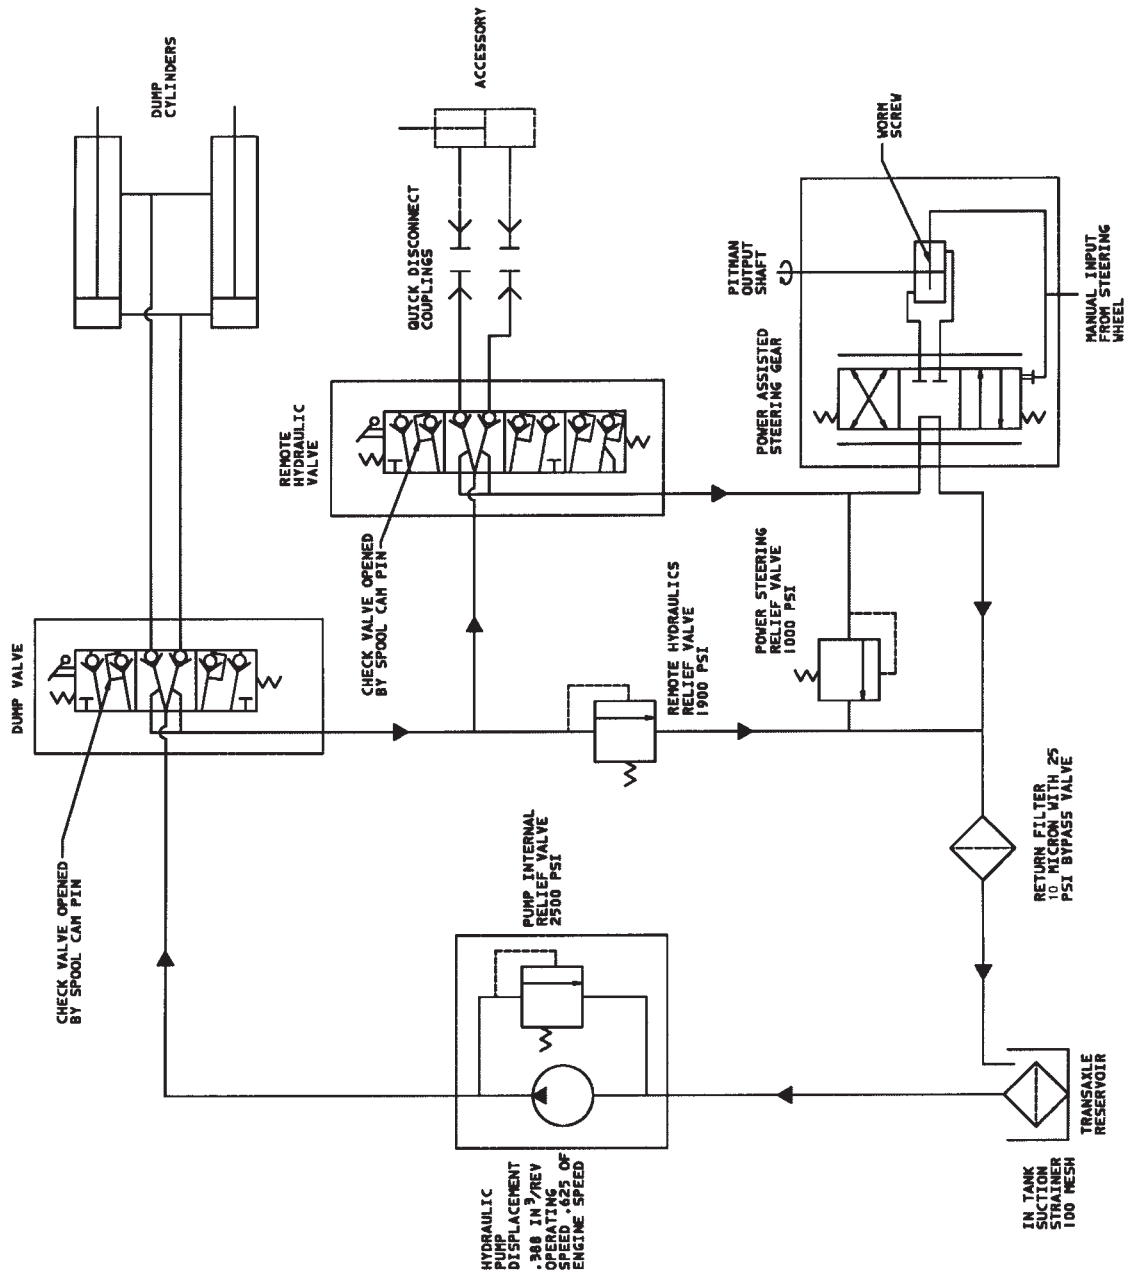 DUMP
CYLINDERS
ACCESSORY
QUICK DISCONNECT
COUPLINGS
WORM
SCREW
PITMAN
OUTPUT
SHAFT
MANUAL INPUT
FROM STEERING
WHEEL
POWER ASSISTED
STEERING GEAR
REMOTE
HYDRAULIC
VALVE
CHECK VALVE OPENED
BY SPOOL CAM PIN
DUMP VALVE
POWER STEERING
RELIEF VALVE
1000 PSI
REMOTE HYDRAULICS
RELIEF VALVE
1900 PSI
CHECK VALVE OPENED
BY SPOOL CAM PIN
PUMP INTERNAL
RELIEF VALVE
2500 PSI
RETURN FILTER
10 MICRON WITH 25
PSI BYPASS VALVE
HYDRAULIC
PUMP
DISPLACEMENT
.388 IN³/REV
OPERATING
SPEED .625 OF
ENGINE SPEED
TRANSAXLE
RESERVOIR
IN TANK
SUCTION
STRAINER
100 MESH